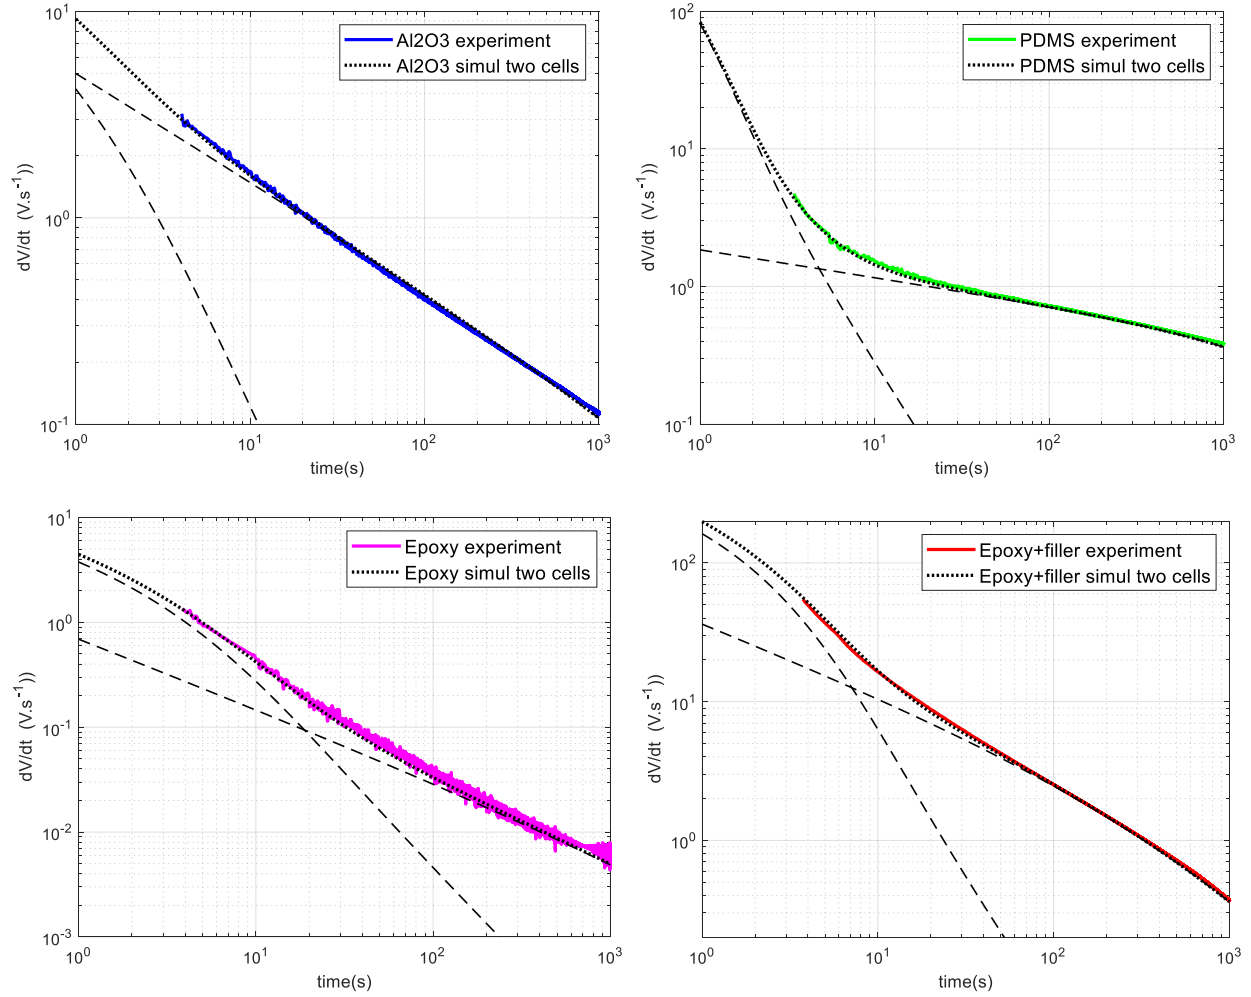 Al2O3 experiment
Al2O3 simul two cells
10^1
10^0
10^-1
dV/dt (V.s^-1))
10^0 10^1 10^2 10^3
time(s)
PDMS experiment
PDMS simul two cells
10^2
10^1
10^0
10^-1
dV/dt (V.s^-1))
10^0 10^1 10^2 10^3
time(s)
Epoxy experiment
Epoxy simul two cells
10^1
10^0
10^-1
10^-2
10^-3
dV/dt (V.s^-1))
10^0 10^1 10^2 10^3
time(s)
Epoxy+filler experiment
Epoxy+filler simul two cells
10^2
10^1
10^0
dV/dt (V.s^-1))
10^0 10^1 10^2 10^3
time(s)